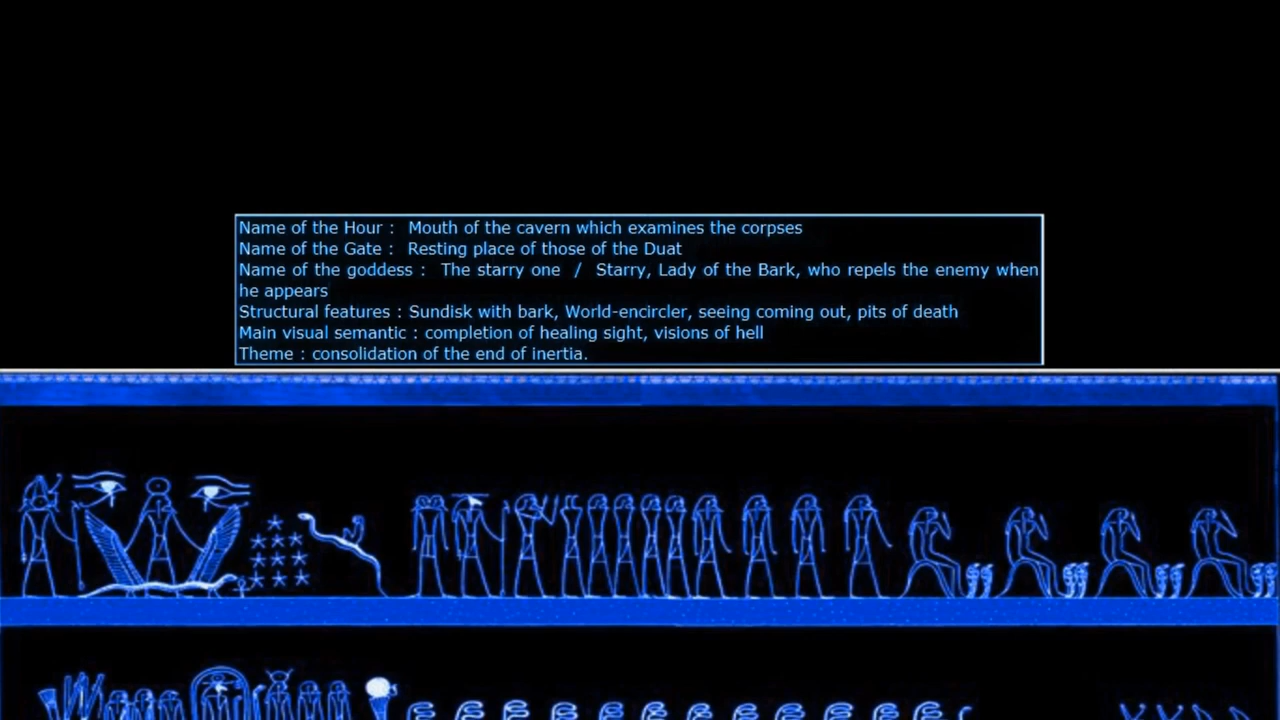 Name of the Hour : Mouth of the cavern which examines the corpses
Name of the Gate : Resting place of those of the Duat
Name of the goddess : The starry one / Starry, Lady of the Bark, who repels the enemy when
he appears
Structural features : Sundisk with bark, World-encircler, seeing coming out, pits of death
Main visual semantic : completion of healing sight, visions of hell
Theme : consolidation of the end of inertia.